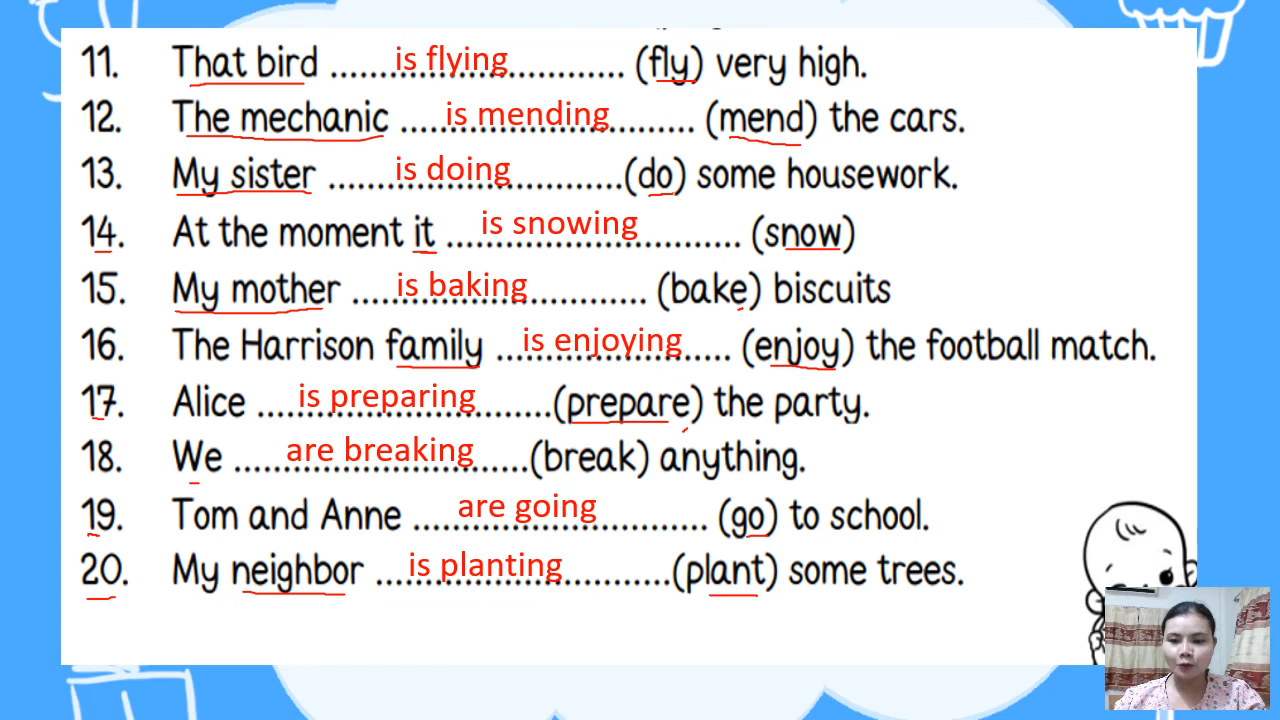 11. That bird ....is flying.... (fly) very high.
12. The mechanic ....is mending.... (mend) the cars.
13. My sister ....is doing.... (do) some housework.
14. At the moment it ....is snowing.... (snow)
15. My mother ....is baking.... (bake) biscuits
16. The Harrison family ....is enjoying.... (enjoy) the football match.
17. Alice ....is preparing.... (prepare) the party.
18. We ....are breaking.... (break) anything.
19. Tom and Anne ....are going.... (go) to school.
20. My neighbor ....is planting.... (plant) some trees.